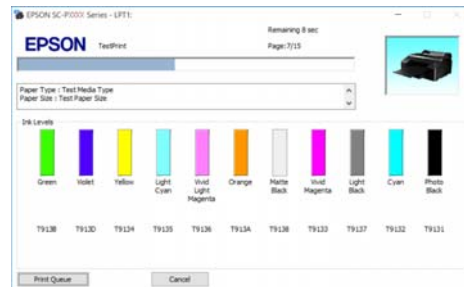 EPSON SC-PXXXX Series - LPT1:
EPSON
TestPrint
Remaining 8 sec
Page: 7/15
Paper Type : Test Media Type
Paper Size : Test Paper Size
Ink Levels
Green
Violet
Yellow
Light Cyan
Vivid Light Magenta
Orange
Matte Black
Vivid Magenta
Light Black
Cyan
Photo Black
T913B
T913D
T9134
T9135
T9136
T913A
T9138
T9133
T9137
T9132
T9131
Print Queue
Cancel